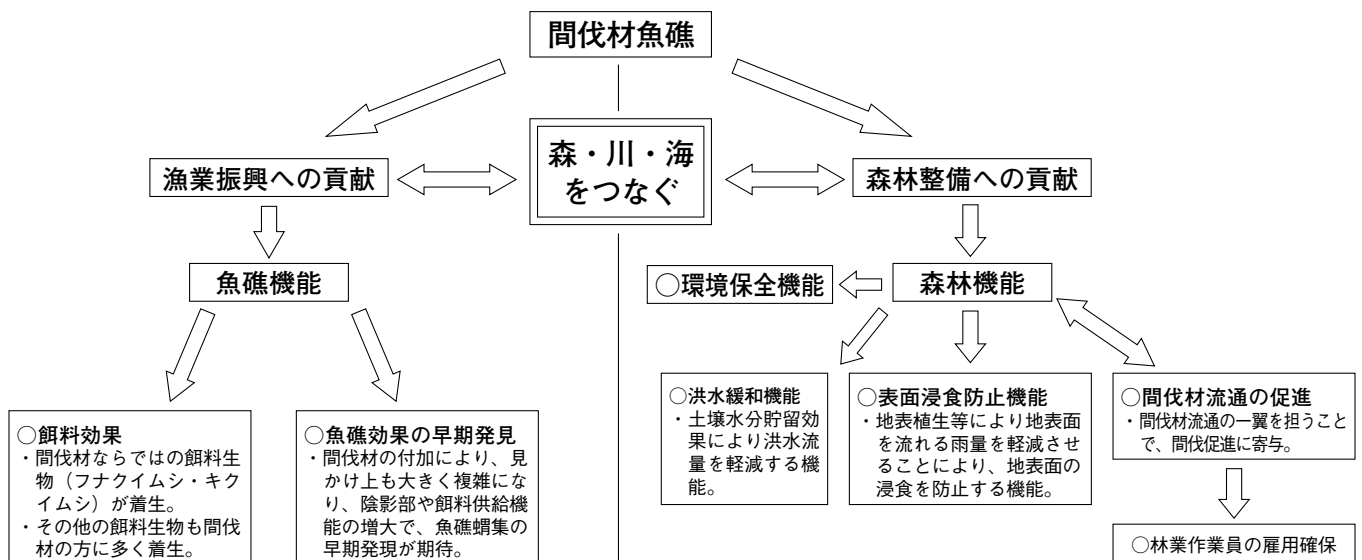 間伐材魚礁
森・川・海
をつなぐ
漁業振興への貢献
森林整備への貢献
魚礁機能
○環境保全機能
森林機能
○餌料効果
・間伐材ならではの餌料生
物（フナクイムシ・キク
イムシ）が着生。
・その他の餌料生物も間伐
材の方に多く着生。
○魚礁効果の早期発見
・間伐材の付加により、見
かけ上も大きく複雑にな
り、陰影部や餌料供給機
能の増大で、魚礁蝟集の
早期発現が期待。
○洪水緩和機能
・土壌水分貯留効
果により洪水流
量を軽減する機
能。
○表面浸食防止機能
・地表植生等により地表面
を流れる雨量を軽減させ
ることにより、地表面の
浸食を防止する機能。
○間伐材流通の促進
・間伐材流通の一翼を担うこと
で、間伐促進に寄与。
○林業作業員の雇用確保